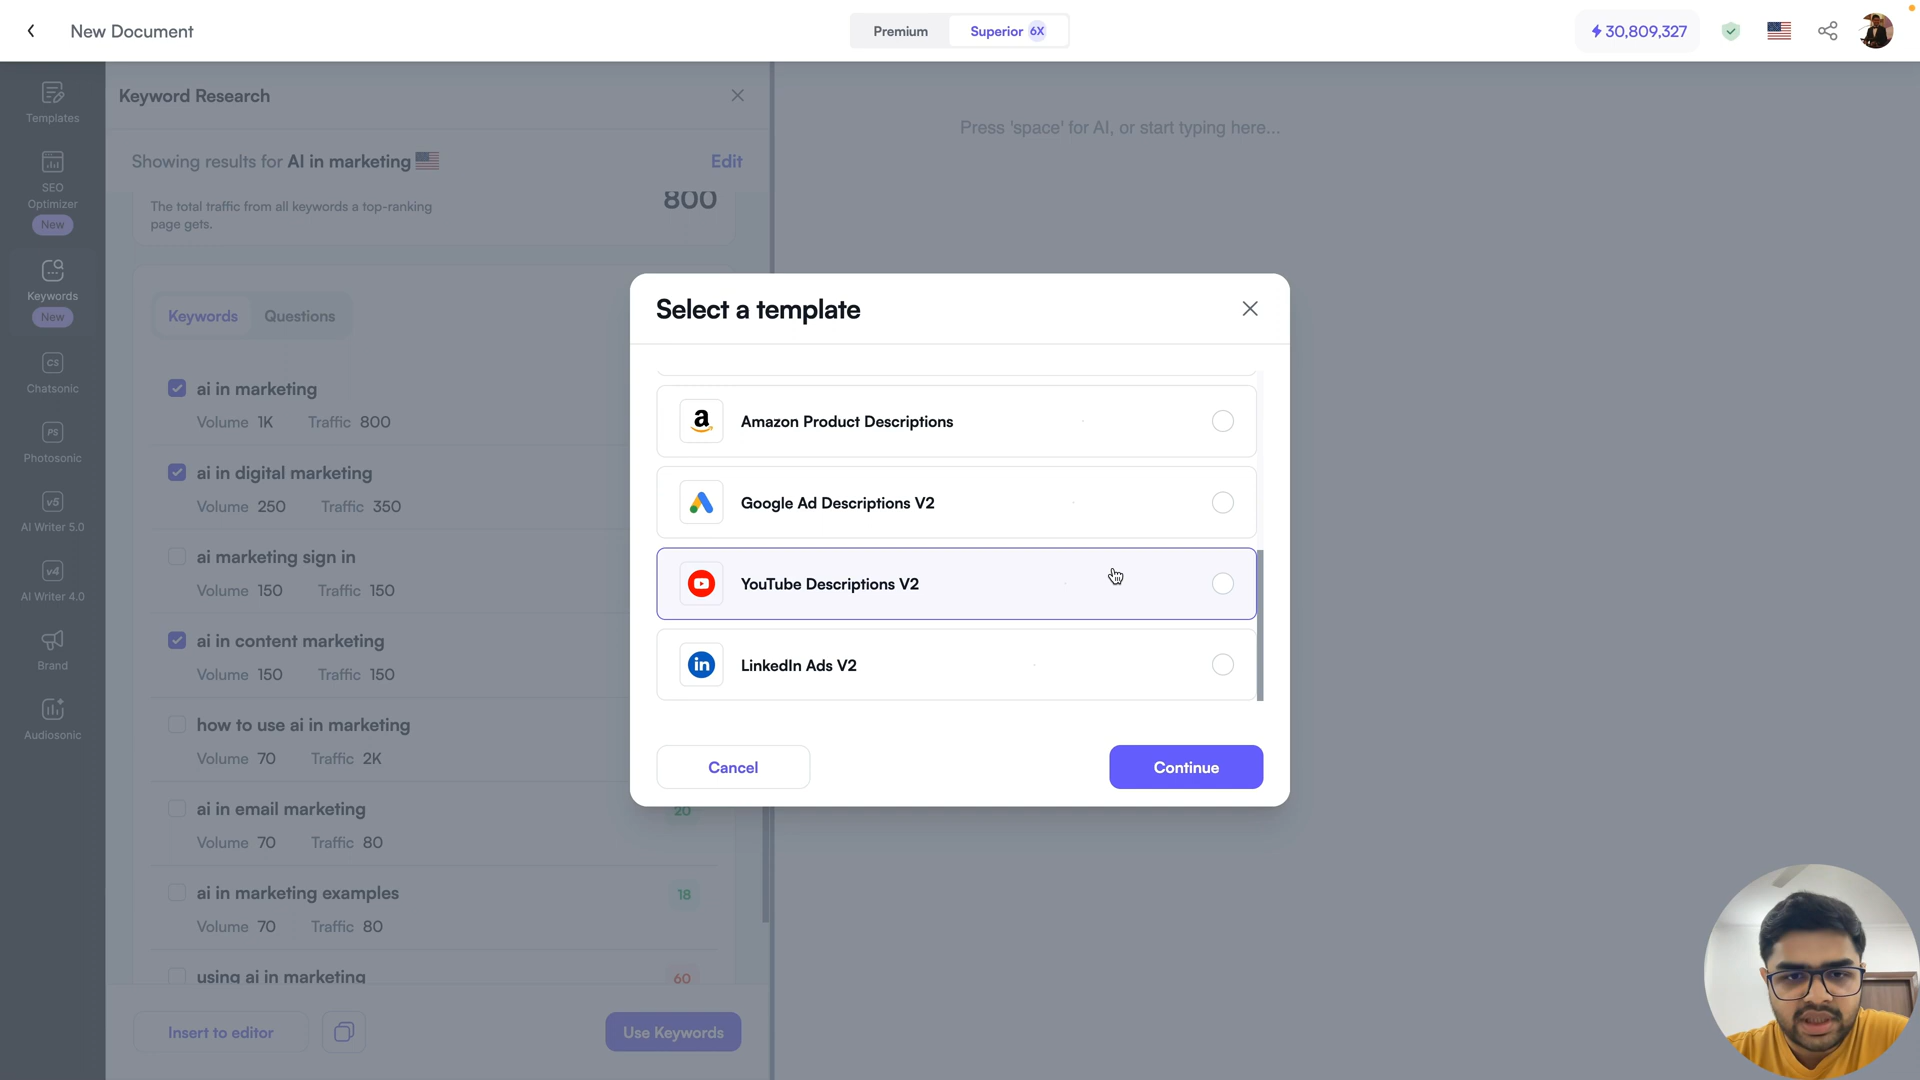 New Document
Premium
Superior 6X
30,809,327
Templates
SEO
Optimizer
New
Keywords
New
CS
Chatsonic
PS
Photosonic
v5
AI Writer 5.0
v4
AI Writer 4.0
Brand
Audiosonic
Keyword Research
Showing results for AI in marketing
Edit
The total traffic from all keywords a top-ranking
page gets.
800
Keywords
Questions
ai in marketing
Volume 1K Traffic 800
ai in digital marketing
Volume 250 Traffic 350
ai marketing sign in
Volume 150 Traffic 150
ai in content marketing
Volume 150 Traffic 150
how to use ai in marketing
Volume 70 Traffic 2K
ai in email marketing
20
Volume 70 Traffic 80
ai in marketing examples
18
Volume 70 Traffic 80
using ai in marketing
60
Insert to editor
Use Keywords
Press 'space' for AI, or start typing here...
Select a template
a
Amazon Product Descriptions
Google Ad Descriptions V2
YouTube Descriptions V2
in
LinkedIn Ads V2
Cancel
Continue